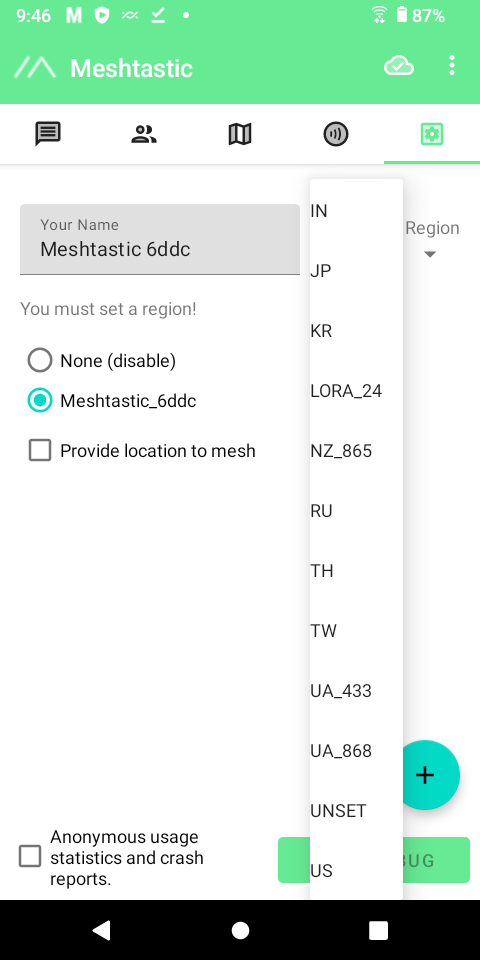 9:46
87%
Meshtastic
Your Name
Meshtastic 6ddc
Region
You must set a region!
None (disable)
Meshtastic_6ddc
Provide location to mesh
IN
JP
KR
LORA_24
NZ_865
RU
TH
TW
UA_433
UA_868
UNSET
US
+
Anonymous usage
statistics and crash
reports.
BUG